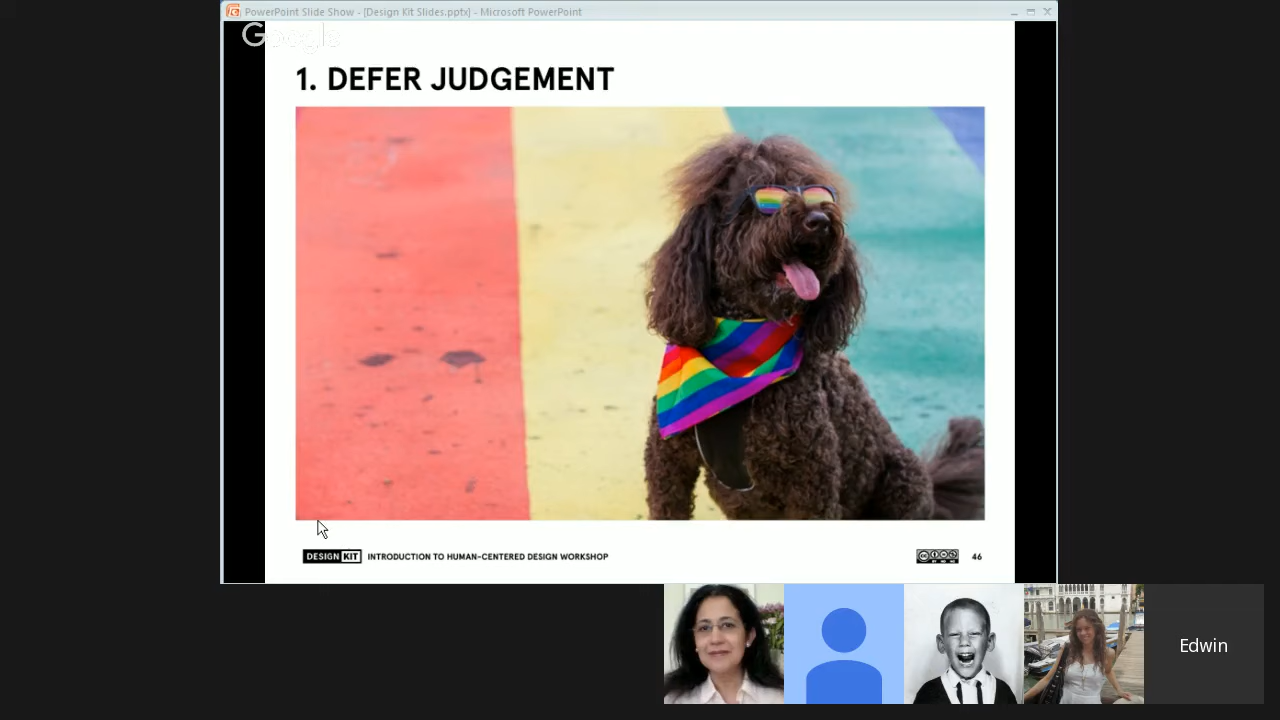 PowerPoint Slide Show - [Design Kit Slides.pptx] - Microsoft PowerPoint
Google
1. DEFER JUDGEMENT
DESIGN KIT INTRODUCTION TO HUMAN-CENTERED DESIGN WORKSHOP
46
Edwin